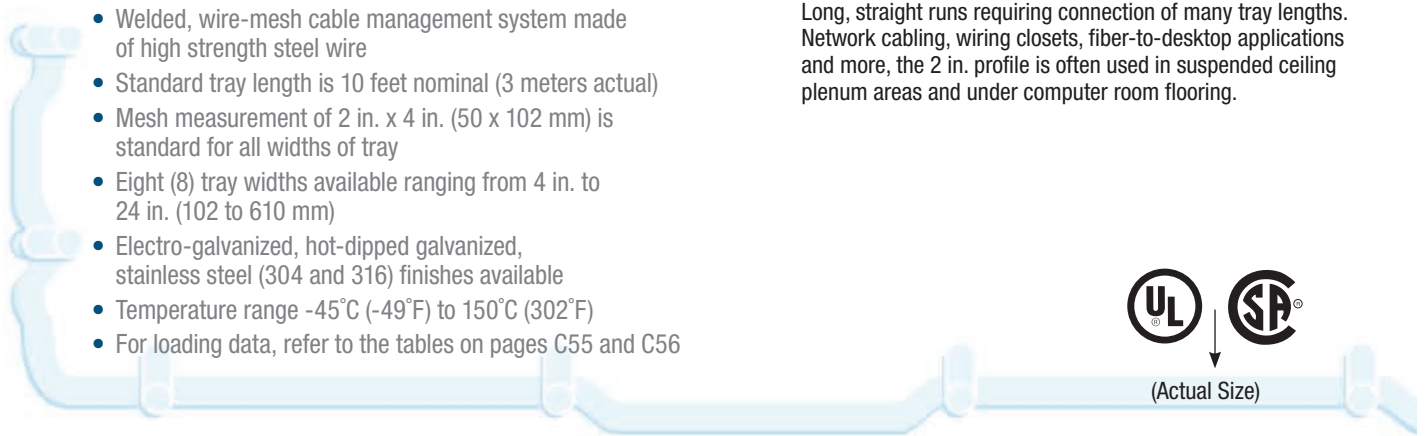 • Welded, wire-mesh cable management system made
of high strength steel wire
• Standard tray length is 10 feet nominal (3 meters actual)
• Mesh measurement of 2 in. x 4 in. (50 x 102 mm) is
standard for all widths of tray
• Eight (8) tray widths available ranging from 4 in. to
24 in. (102 to 610 mm)
• Electro-galvanized, hot-dipped galvanized,
stainless steel (304 and 316) finishes available
• Temperature range -45˚C (-49˚F) to 150˚C (302˚F)
• For loading data, refer to the tables on pages C55 and C56
Long, straight runs requiring connection of many tray lengths.
Network cabling, wiring closets, fiber-to-desktop applications
and more, the 2 in. profile is often used in suspended ceiling
plenum areas and under computer room flooring.
UL ®
CSA ®
(Actual Size)